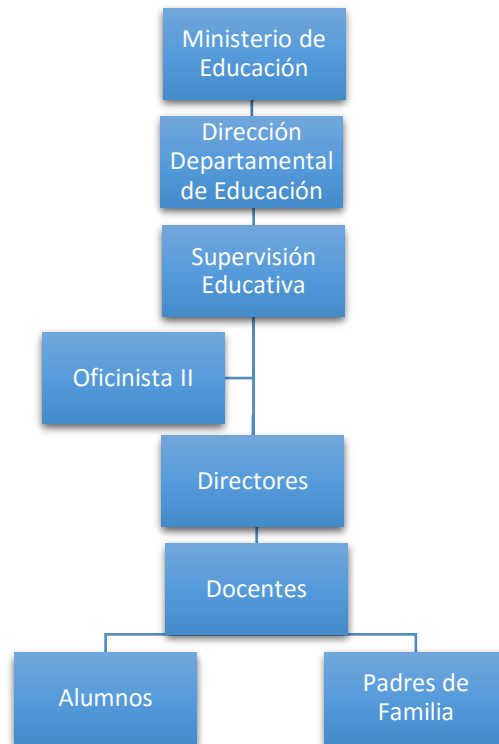 Ministerio de
Educación
Dirección
Departamental
de Educación
Supervisión
Educativa
Oficinista II
Directores
Docentes
Alumnos
Padres de
Familia